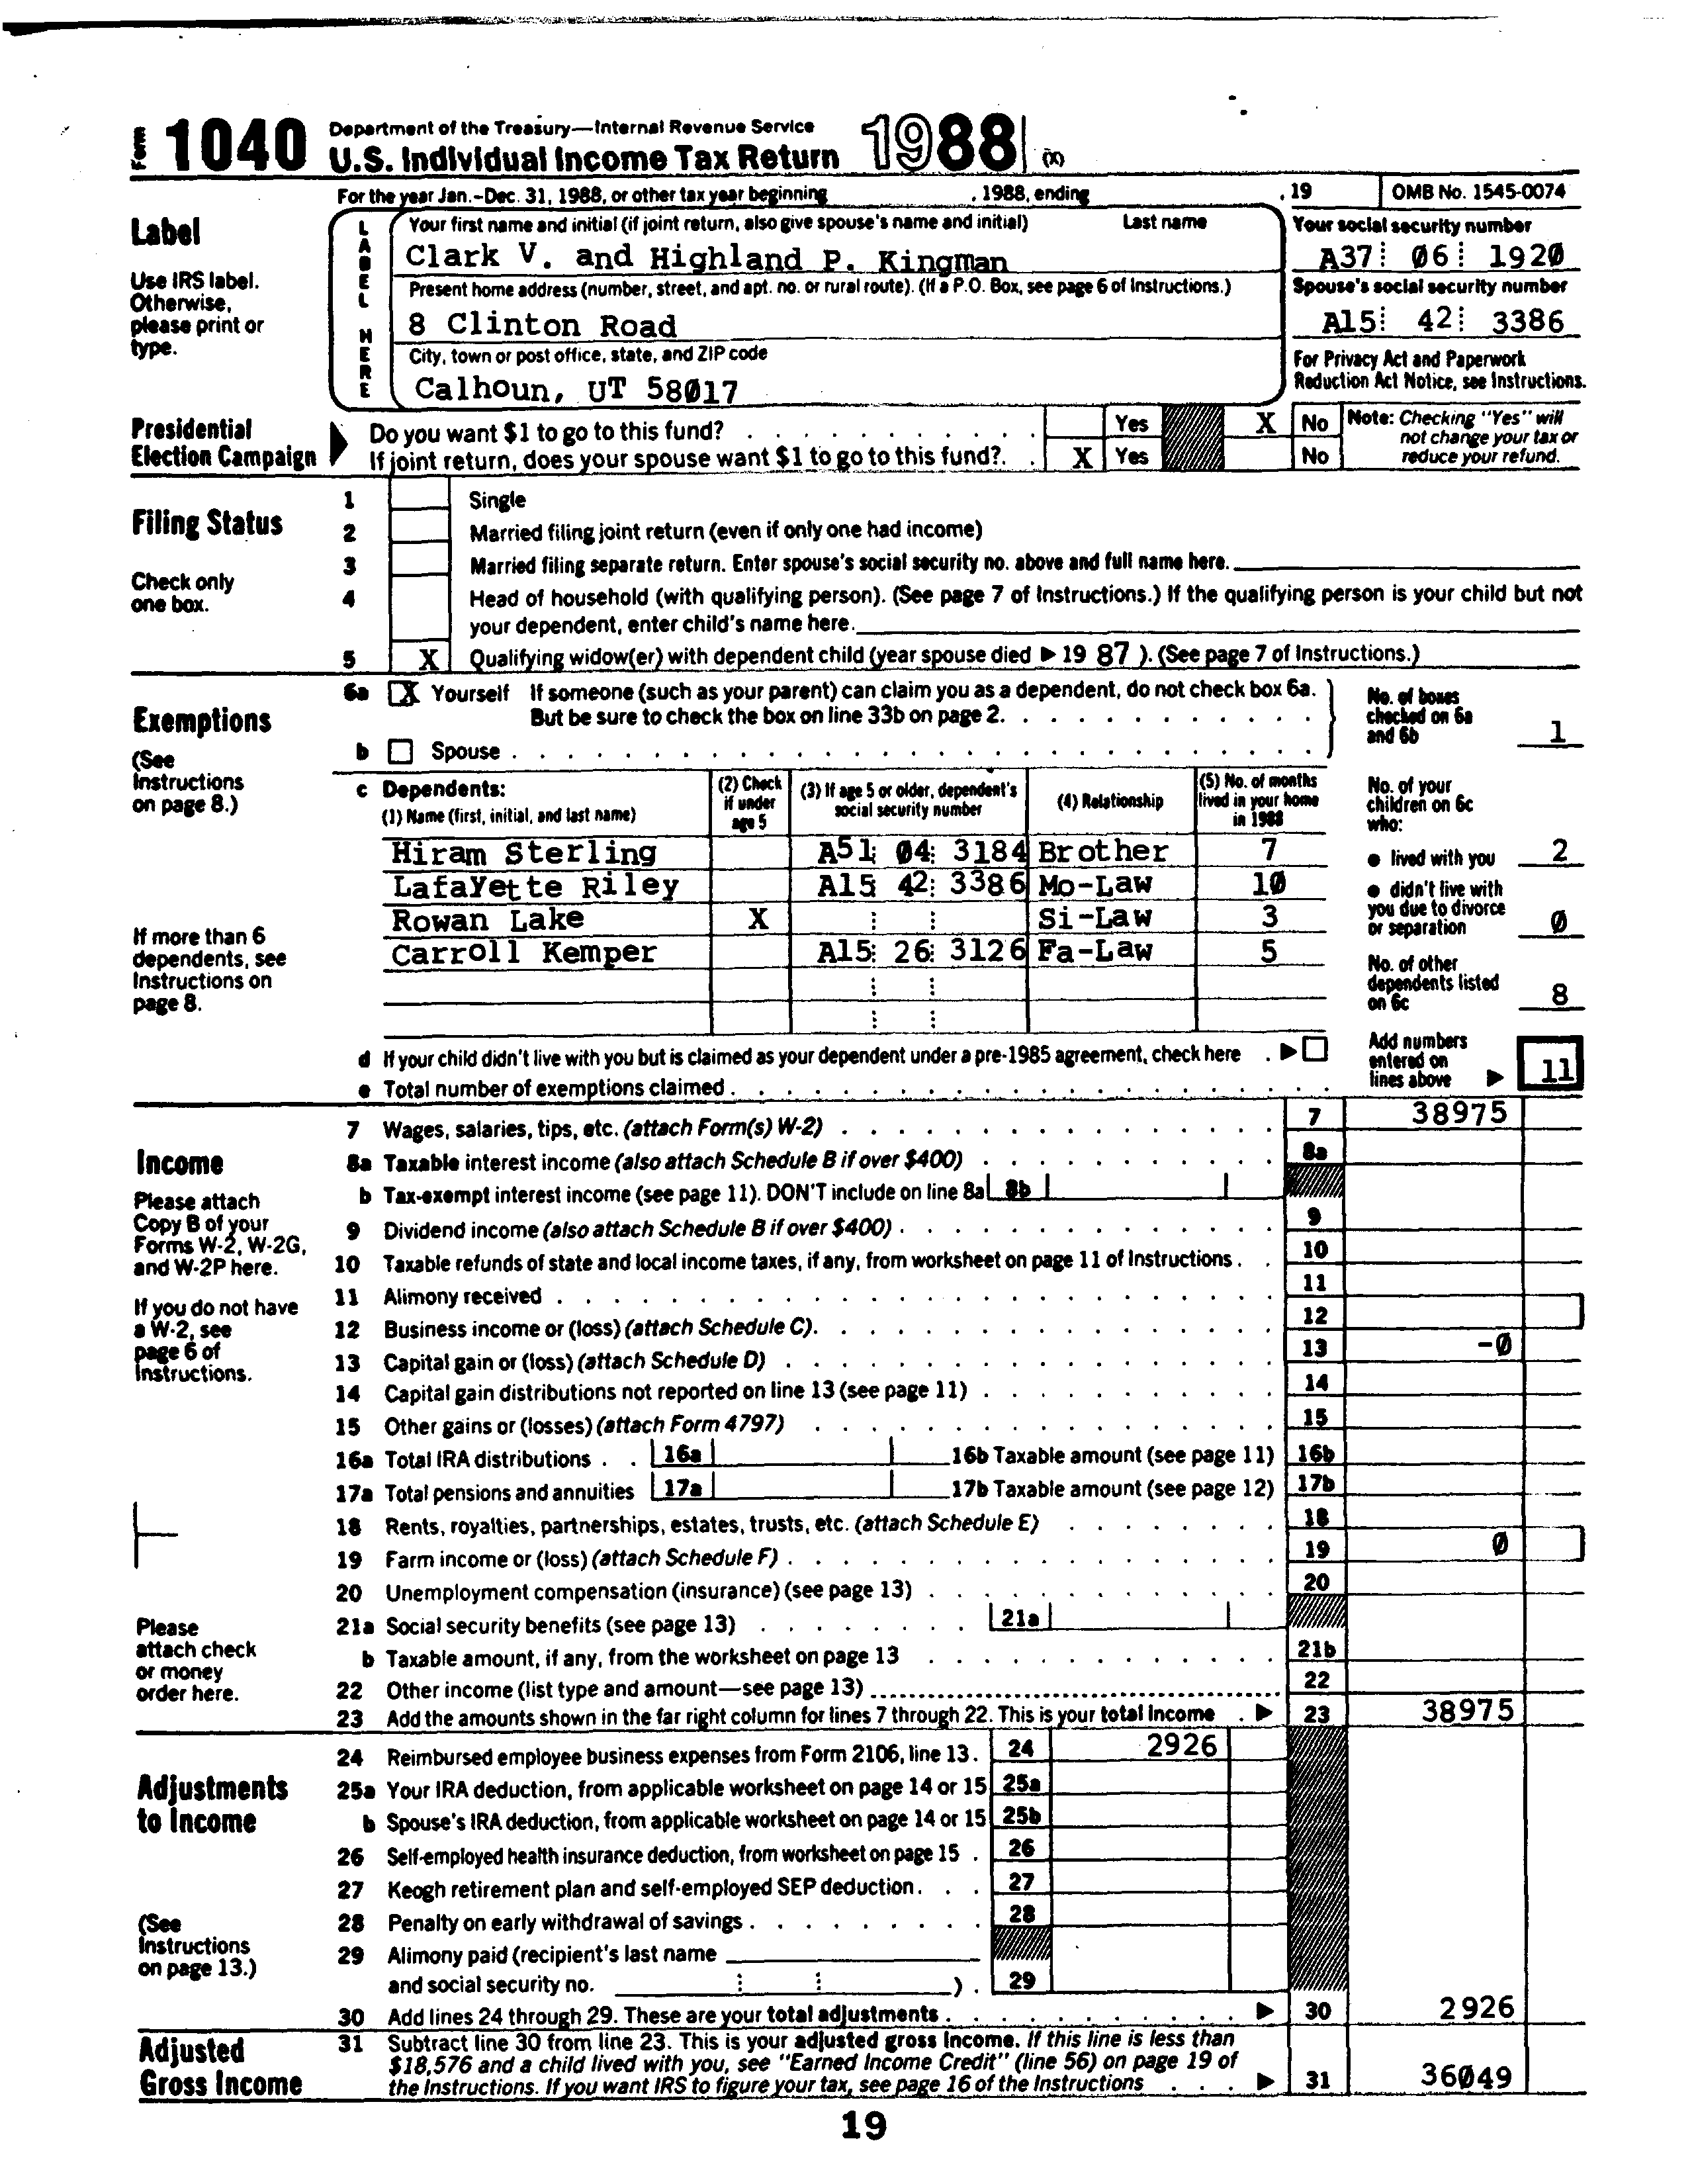 Form 1040 Department of the Treasury—Internal Revenue Service
U.S. Individual Income Tax Return 1988 (X)
For the year Jan.-Dec. 31, 1988, or other tax year beginning , 1988, ending , 19 OMB No. 1545-0074
Label
Use IRS label. Otherwise, please print or type.
LABEL HERE
Your first name and initial (if joint return, also give spouse's name and initial) Last name
Clark V. and Highland P. Kingman
Your social security number
A37 06 1920
Present home address (number, street, and apt. no. or rural route). (If a P.O. Box, see page 6 of Instructions.)
8 Clinton Road
Spouse's social security number
A15 42 3386
City, town or post office, state, and ZIP code
Calhoun, UT 58017
For Privacy Act and Paperwork Reduction Act Notice, see Instructions.
Presidential Election Campaign
Do you want $1 to go to this fund? Yes X No
If joint return, does your spouse want $1 to go to this fund?. X Yes No
Note: Checking "Yes" will not change your tax or reduce your refund.
Filing Status
Check only one box.
1 Single
2 Married filing joint return (even if only one had income)
3 Married filing separate return. Enter spouse's social security no. above and full name here.
4 Head of household (with qualifying person). (See page 7 of Instructions.) If the qualifying person is your child but not
your dependent, enter child's name here.
5 X Qualifying widow(er) with dependent child (year spouse died ▶ 19 87 ). (See page 7 of Instructions.)
Exemptions
(See Instructions on page 8.)
6a X Yourself If someone (such as your parent) can claim you as a dependent, do not check box 6a.
But be sure to check the box on line 33b on page 2.
b Spouse
No. of boxes checked on 6a and 6b 1
c Dependents:
(1) Name (first, initial, and last name) (2) Check if under age 5 (3) If age 5 or older, dependent's social security number (4) Relationship (5) No. of months lived in your home in 1988
Hiram Sterling A51 04 3184 Brother 7
LafaYette Riley A15 42 3386 Mo-Law 10
Rowan Lake X Si-Law 3
Carroll Kemper A15 26 3126 Fa-Law 5
No. of your children on 6c who:
● lived with you 2
● didn't live with you due to divorce or separation 0
No. of other dependents listed on 6c 8
If more than 6 dependents, see Instructions on page 8.
d If your child didn't live with you but is claimed as your dependent under a pre-1985 agreement, check here . ▶
e Total number of exemptions claimed
Add numbers entered on lines above ▶ 11
Income
Please attach Copy B of your Forms W-2, W-2G, and W-2P here.
If you do not have a W-2, see page 6 of Instructions.
Please attach check or money order here.
7 Wages, salaries, tips, etc. (attach Form(s) W-2) 7 38975
8a Taxable interest income (also attach Schedule B if over $400) 8a
b Tax-exempt interest income (see page 11). DON'T include on line 8a 8b
9 Dividend income (also attach Schedule B if over $400) 9
10 Taxable refunds of state and local income taxes, if any, from worksheet on page 11 of Instructions 10
11 Alimony received 11
12 Business income or (loss) (attach Schedule C). 12
13 Capital gain or (loss) (attach Schedule D) 13 -0
14 Capital gain distributions not reported on line 13 (see page 11) 14
15 Other gains or (losses) (attach Form 4797) 15
16a Total IRA distributions 16a 16b Taxable amount (see page 11) 16b
17a Total pensions and annuities 17a 17b Taxable amount (see page 12) 17b
18 Rents, royalties, partnerships, estates, trusts, etc. (attach Schedule E) 18
19 Farm income or (loss) (attach Schedule F) 19 0
20 Unemployment compensation (insurance) (see page 13) 20
21a Social security benefits (see page 13) 21a
b Taxable amount, if any, from the worksheet on page 13 21b
22 Other income (list type and amount—see page 13) 22
23 Add the amounts shown in the far right column for lines 7 through 22. This is your total income ▶ 23 38975
Adjustments to Income
(See Instructions on page 13.)
24 Reimbursed employee business expenses from Form 2106, line 13. 24 2926
25a Your IRA deduction, from applicable worksheet on page 14 or 15 25a
b Spouse's IRA deduction, from applicable worksheet on page 14 or 15 25b
26 Self-employed health insurance deduction, from worksheet on page 15 26
27 Keogh retirement plan and self-employed SEP deduction 27
28 Penalty on early withdrawal of savings 28
29 Alimony paid (recipient's last name
and social security no. ) . 29
30 Add lines 24 through 29. These are your total adjustments ▶ 30 2926
Adjusted Gross Income
31 Subtract line 30 from line 23. This is your adjusted gross income. If this line is less than
$18,576 and a child lived with you, see "Earned Income Credit" (line 56) on page 19 of
the Instructions. If you want IRS to figure your tax, see page 16 of the Instructions ▶ 31 36049
19